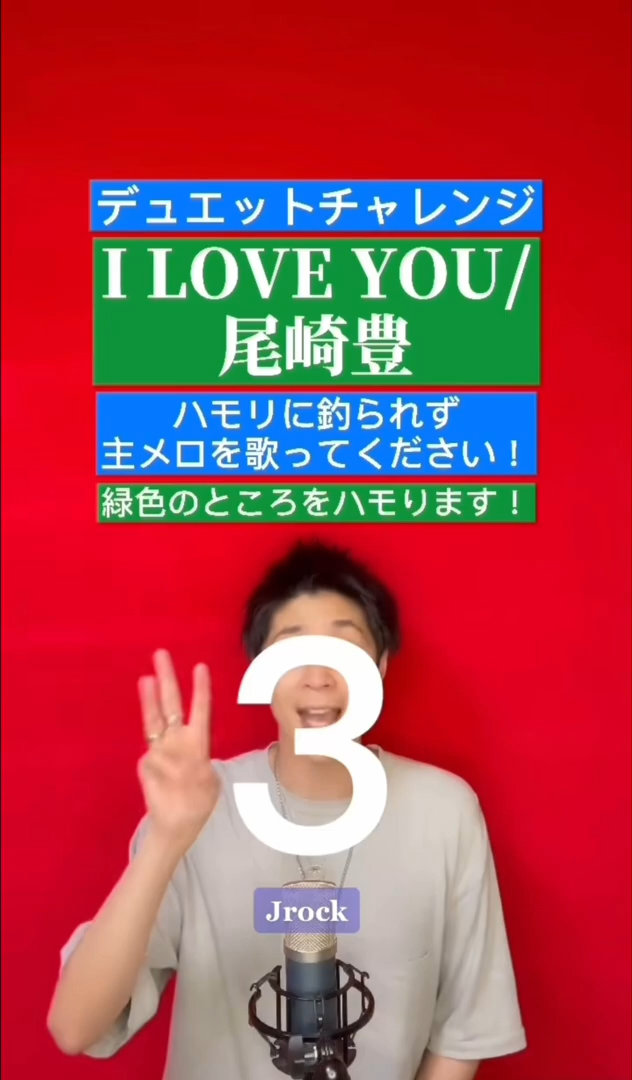 デュエットチャレンジ
I LOVE YOU/
尾崎豊
ハモリに釣られず
主メロを歌ってください！
緑色のところをハモります！
3
Jrock